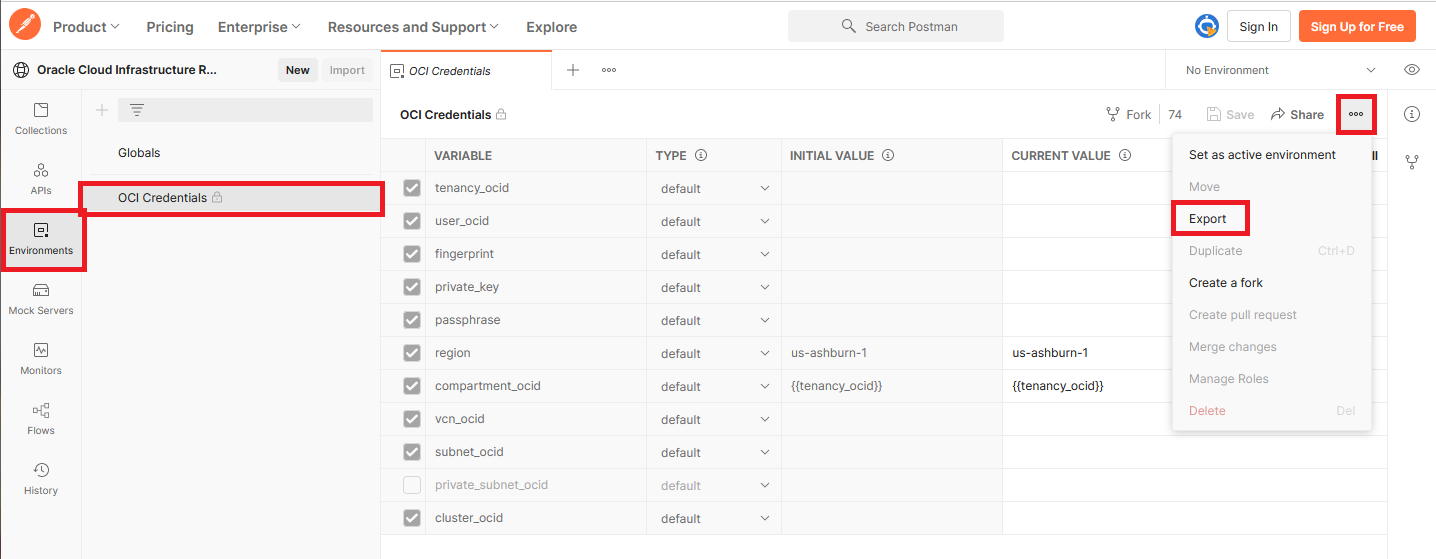 Product Pricing Enterprise Resources and Support Explore Search Postman Sign In Sign Up for Free
Oracle Cloud Infrastructure R... New Import OCI Credentials No Environment
OCI Credentials Fork 74 Save Share
Collections
APIs
Environments
Mock Servers
Monitors
Flows
History
Globals
OCI Credentials
VARIABLE TYPE INITIAL VALUE CURRENT VALUE
tenancy_ocid default
user_ocid default
fingerprint default
private_key default
passphrase default
region default us-ashburn-1 us-ashburn-1
compartment_ocid default {{tenancy_ocid}} {{tenancy_ocid}}
vcn_ocid default
subnet_ocid default
private_subnet_ocid default
cluster_ocid default
Set as active environment
Move
Export
Duplicate Ctrl+D
Create a fork
Create pull request
Merge changes
Manage Roles
Delete Del